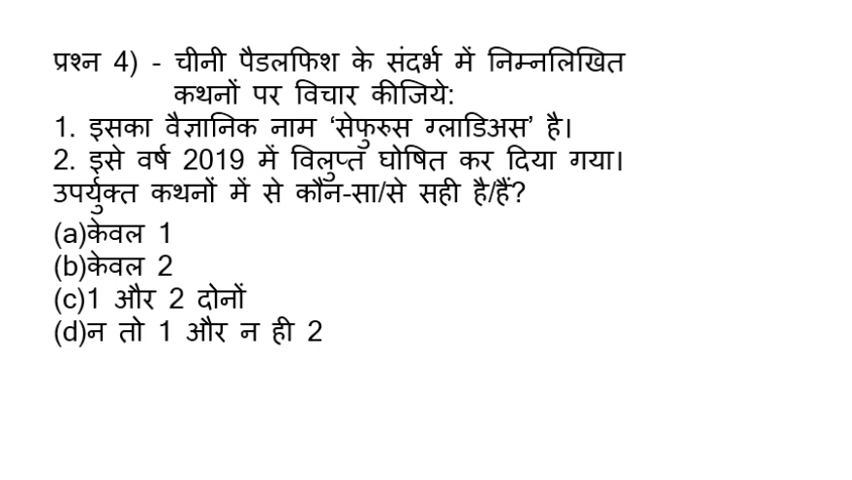 प्रश्न 4) - चीनी पैडलफिश के संदर्भ में निम्नलिखित
कथनों पर विचार कीजिये:
1. इसका वैज्ञानिक नाम ‘सेफुरुस ग्लाडिअस’ है।
2. इसे वर्ष 2019 में विलुप्त घोषित कर दिया गया।
उपर्युक्त कथनों में से कौन-सा/से सही है/हैं?
(a)केवल 1
(b)केवल 2
(c)1 और 2 दोनों
(d)न तो 1 और न ही 2